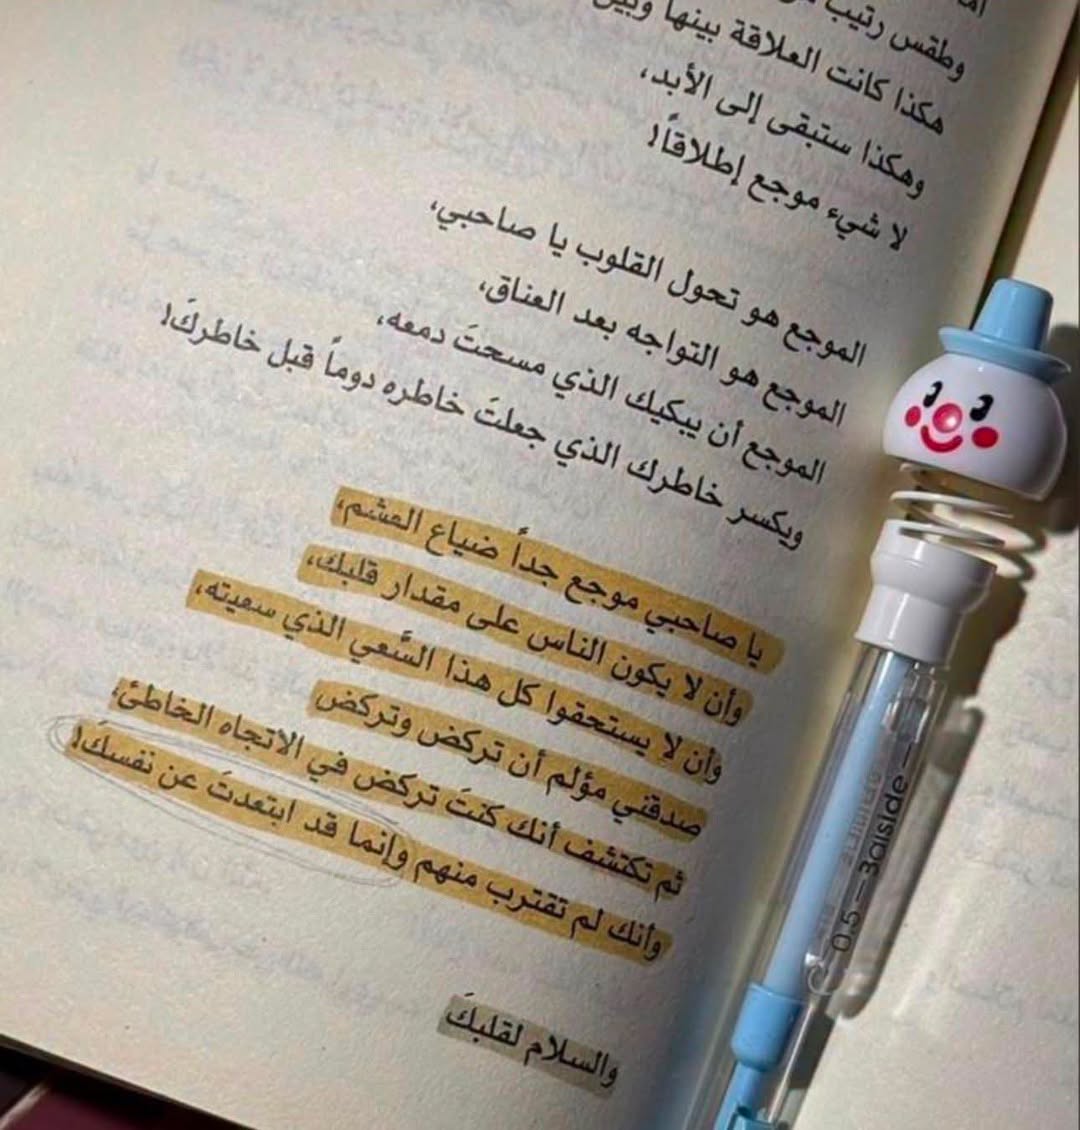 وطقس رتيب
هكذا كانت العلاقة بينها وبين
وهكذا ستبقى إلى الأبد،
لا شيء موجع إطلاقاً!
الموجع هو تحول القلوب يا صاحبي،
الموجع هو التواجه بعد العناق،
الموجع أن يبكيك الذي مسحتَ دمعه،
ويكسر خاطرك الذي جعلتَ خاطره دوماً قبل خاطركَ!
يا صاحبي موجع جداً ضياع العشم،
وأن لا يكون الناس على مقدار قلبك،
وأن لا يستحقوا كل هذا السَّعي الذي سعيته،
صدقني مؤلم أن تركض وتركض
ثم تكتشف أنك كنتَ تركض في الاتجاه الخاطئ،
وأنك لم تقترب منهم وإنما قد ابتعدتَ عن نفسكَ!
والسلام لقلبكَ
0.5 — Baiside —